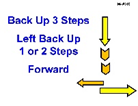 Back Up 3 Steps
Left Back Up
1 or 2 Steps
Forward